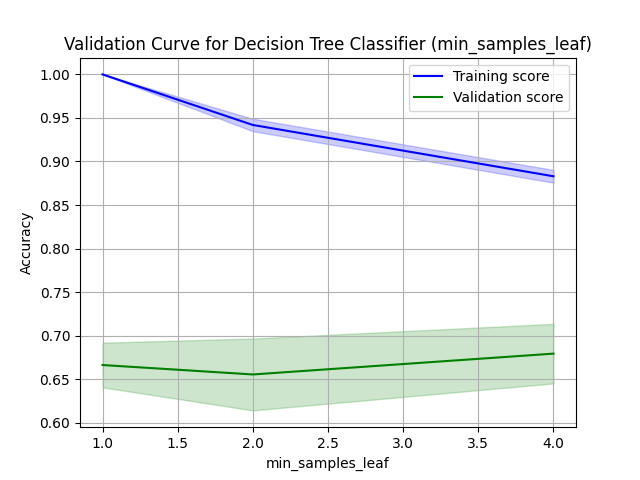 Validation Curve for Decision Tree Classifier (min_samples_leaf)
Training score
Validation score
Accuracy
1.00
0.95
0.90
0.85
0.80
0.75
0.70
0.65
0.60
1.0 1.5 2.0 2.5 3.0 3.5 4.0
min_samples_leaf